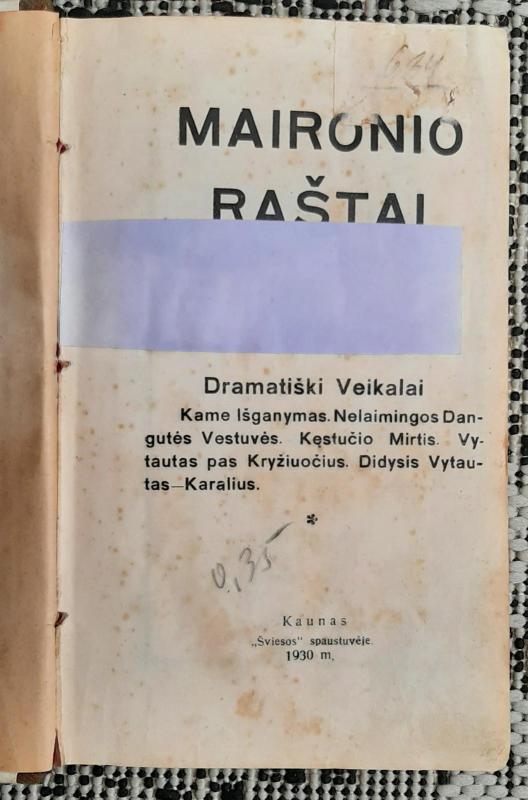 634
MAIRONIO
RAŠTAI
Dramatiški Veikalai
Kame Išganymas. Nelaimingos Dan-
gutės Vestuvės. Kęstučio Mirtis. Vy-
tautas pas Kryžiuočius. Didysis Vytau-
tas—Karalius.
0,35
Kaunas
„Šviesos" spaustuvėje.
1930 m.